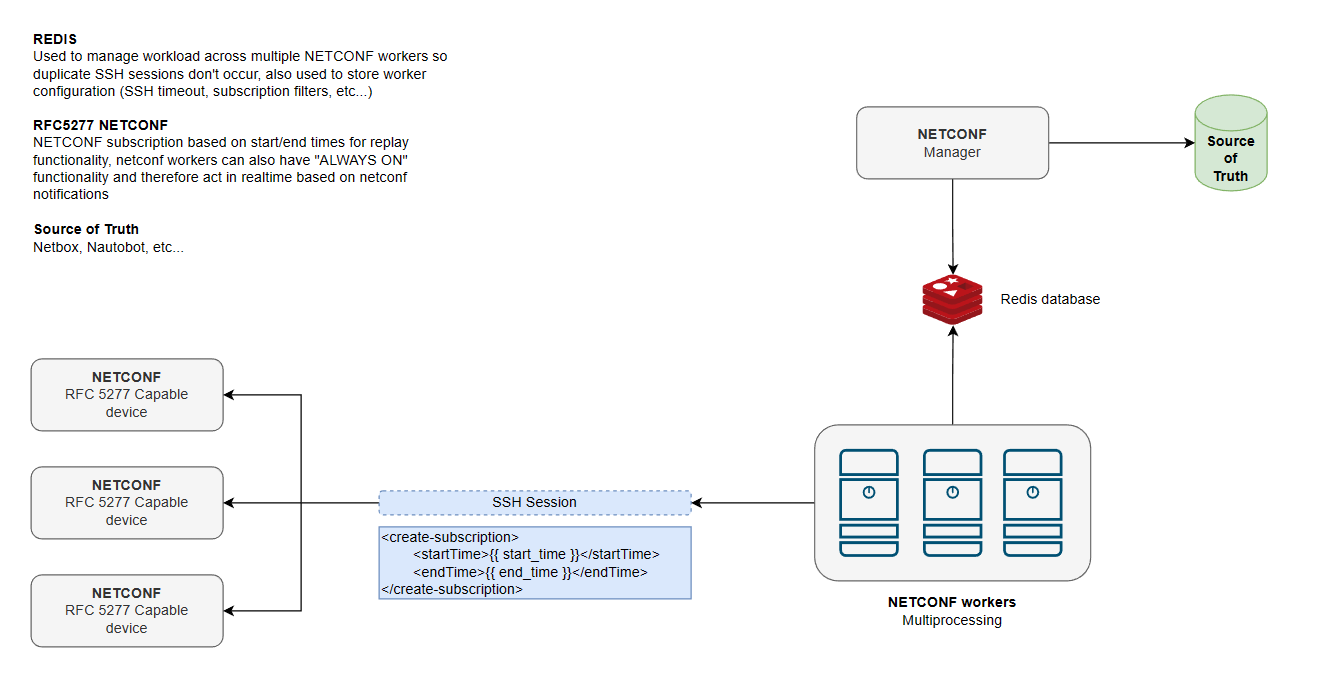 REDIS
Used to manage workload across multiple NETCONF workers so
duplicate SSH sessions don't occur, also used to store worker
configuration (SSH timeout, subscription filters, etc...)
RFC5277 NETCONF
NETCONF subscription based on start/end times for replay
functionality, netconf workers can also have "ALWAYS ON"
functionality and therefore act in realtime based on netconf
notifications
Source of Truth
Netbox, Nautobot, etc...
NETCONF
Manager
Source
of
Truth
Redis database
NETCONF
RFC 5277 Capable
device
NETCONF
RFC 5277 Capable
device
NETCONF
RFC 5277 Capable
device
SSH Session
<create-subscription>
<startTime>{{ start_time }}</startTime>
<endTime>{{ end_time }}</endTime>
</create-subscription>
NETCONF workers
Multiprocessing